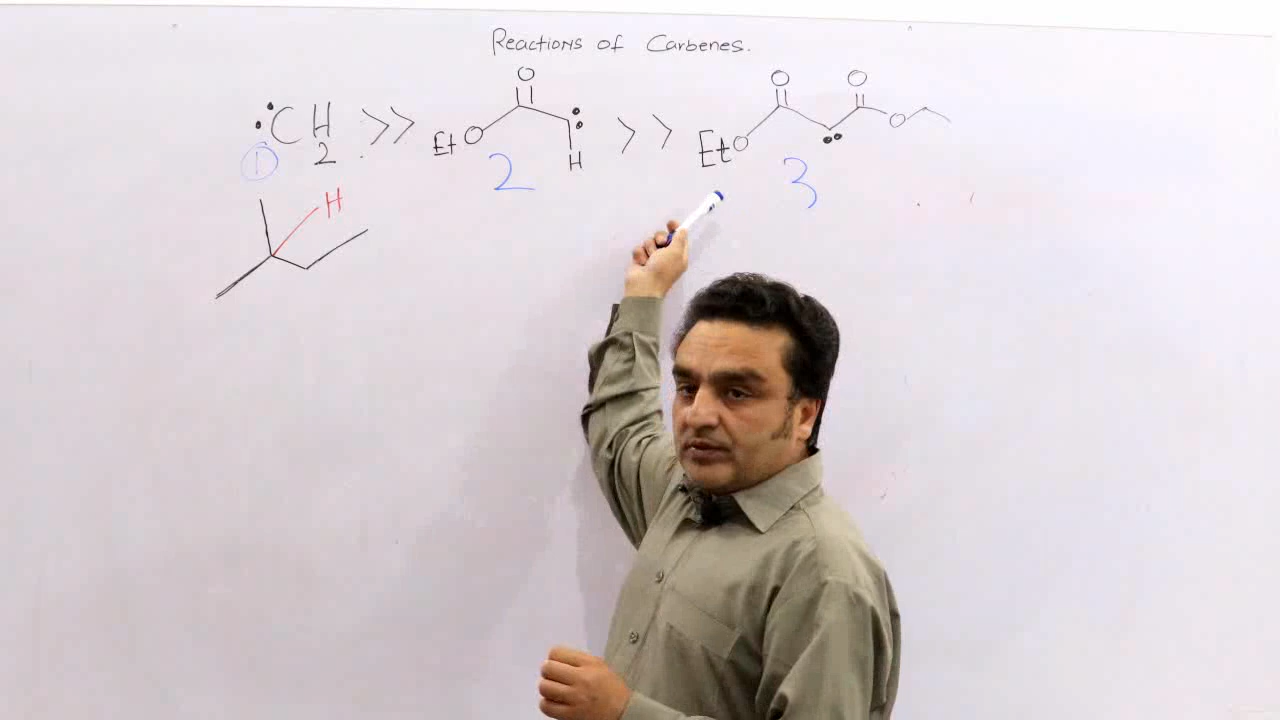 Reactions of Carbenes.
O O O
:CH2 >> EtO : H >> EtO : O
① 2 3
H